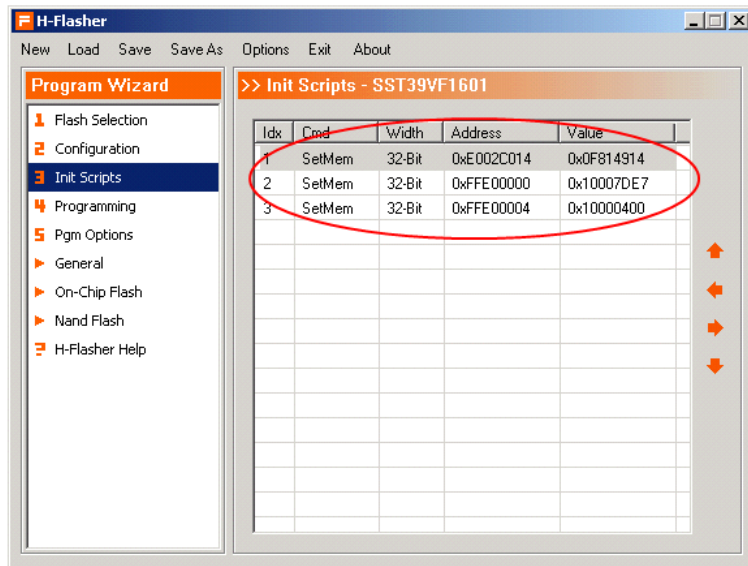 H-Flasher
New Load Save Save As Options Exit About
Program Wizard
1 Flash Selection
2 Configuration
3 Init Scripts
4 Programming
5 Pgm Options
General
On-Chip Flash
Nand Flash
? H-Flasher Help
>> Init Scripts - SST39VF1601
Idx Cmd Width Address Value
1 SetMem 32-Bit 0xE002C014 0x0F814914
2 SetMem 32-Bit 0xFFE00000 0x10007DE7
3 SetMem 32-Bit 0xFFE00004 0x10000400